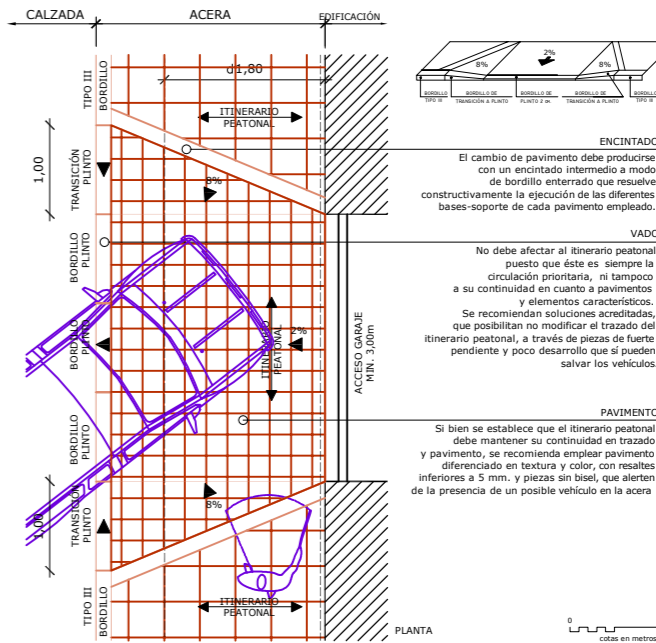 CALZADA
ACERA
EDIFICACIÓN
TIPO III
BORDILLO
d1,80
ITINERARIO
PEATONAL
1,00
TRANSICIÓN
PLINTO
8%
BORDILLO
PLINTO
BORDILLO
PLINTO
ITINERARIO
PEATONAL
2%
ACCESO GARAJE
MIN. 3,00m
BORDILLO
PLINTO
TRANSICIÓN
PLINTO
1,00
8%
TIPO III
BORDILLO
ITINERARIO
PEATONAL
PLANTA
8%
2%
8%
BORDILLO
TIPO III
BORDILLO DE
TRANSICIÓN A PLINTO
BORDILLO DE
PLINTO 2 cm.
BORDILLO DE
TRANSICIÓN A PLINTO
BORDILLO
TIPO III
ENCINTADO
El cambio de pavimento debe producirse
con un encintado intermedio a modo
de bordillo enterrado que resuelve
constructivamente la ejecución de las diferentes
bases-soporte de cada pavimento empleado.
VADO
No debe afectar al itinerario peatonal
puesto que éste es siempre la
circulación prioritaria, ni tampoco
a su continuidad en cuanto a pavimentos
y elementos característicos.
Se recomiendan soluciones acreditadas,
que posibilitan no modificar el trazado del
itinerario peatonal, a través de piezas de fuerte
pendiente y poco desarrollo que sí pueden
salvar los vehículos
PAVIMENTO
Si bien se establece que el itinerario peatonal
debe mantener su continuidad en trazado
y pavimento, se recomienda emplear pavimento
diferenciado en textura y color, con resaltes
inferiores a 5 mm. y piezas sin bisel, que alerten
de la presencia de un posible vehículo en la acera
0
cotas en metros